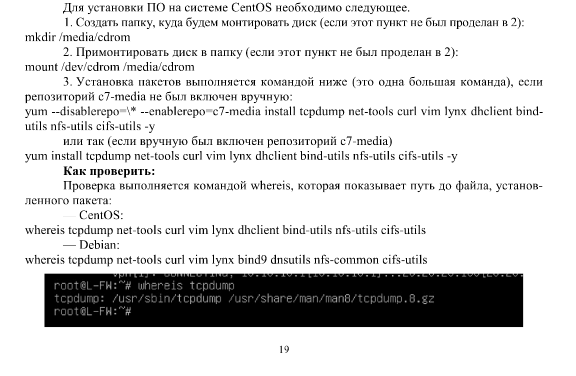 Для установки ПО на системе CentOS необходимо следующее.
1. Создать папку, куда будем монтировать диск (если этот пункт не был проделан в 2):
mkdir /media/cdrom
2. Примонтировать диск в папку (если этот пункт не был проделан в 2):
mount /dev/cdrom /media/cdrom
3. Установка пакетов выполняется командой ниже (это одна большая команда), если
репозиторий c7-media не был включен вручную:
yum --disablerepo=\* --enablerepo=c7-media install tcpdump net-tools curl vim lynx dhclient bind-
utils nfs-utils cifs-utils -y
или так (если вручную был включен репозиторий c7-media)
yum install tcpdump net-tools curl vim lynx dhclient bind-utils nfs-utils cifs-utils -y
Как проверить:
Проверка выполняется командой whereis, которая показывает путь до файла, установ-
ленного пакета:
— CentOS:
whereis tcpdump net-tools curl vim lynx dhclient bind-utils nfs-utils cifs-utils
— Debian:
whereis tcpdump net-tools curl vim lynx bind9 dnsutils nfs-common cifs-utils
root@L-FW:~# whereis tcpdump
tcpdump: /usr/sbin/tcpdump /usr/share/man/man8/tcpdump.8.gz
root@L-FW:~#
19